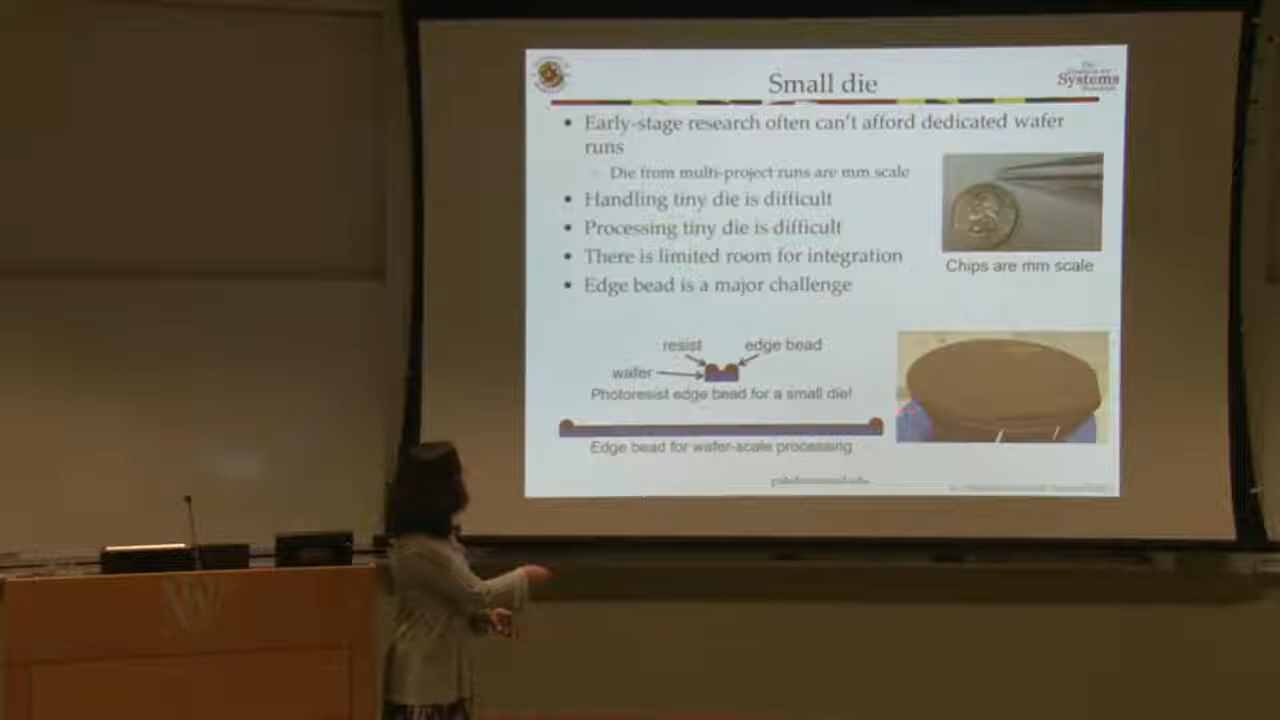 Small die
The
Systems
• Early-stage research often can't afford dedicated wafer
runs
– Die from multi-project runs are mm scale
• Handling tiny die is difficult
• Processing tiny die is difficult
• There is limited room for integration
• Edge bead is a major challenge
Chips are mm scale
resist
edge bead
wafer
Photoresist edge bead for a small die!
Edge bead for wafer-scale processing
W